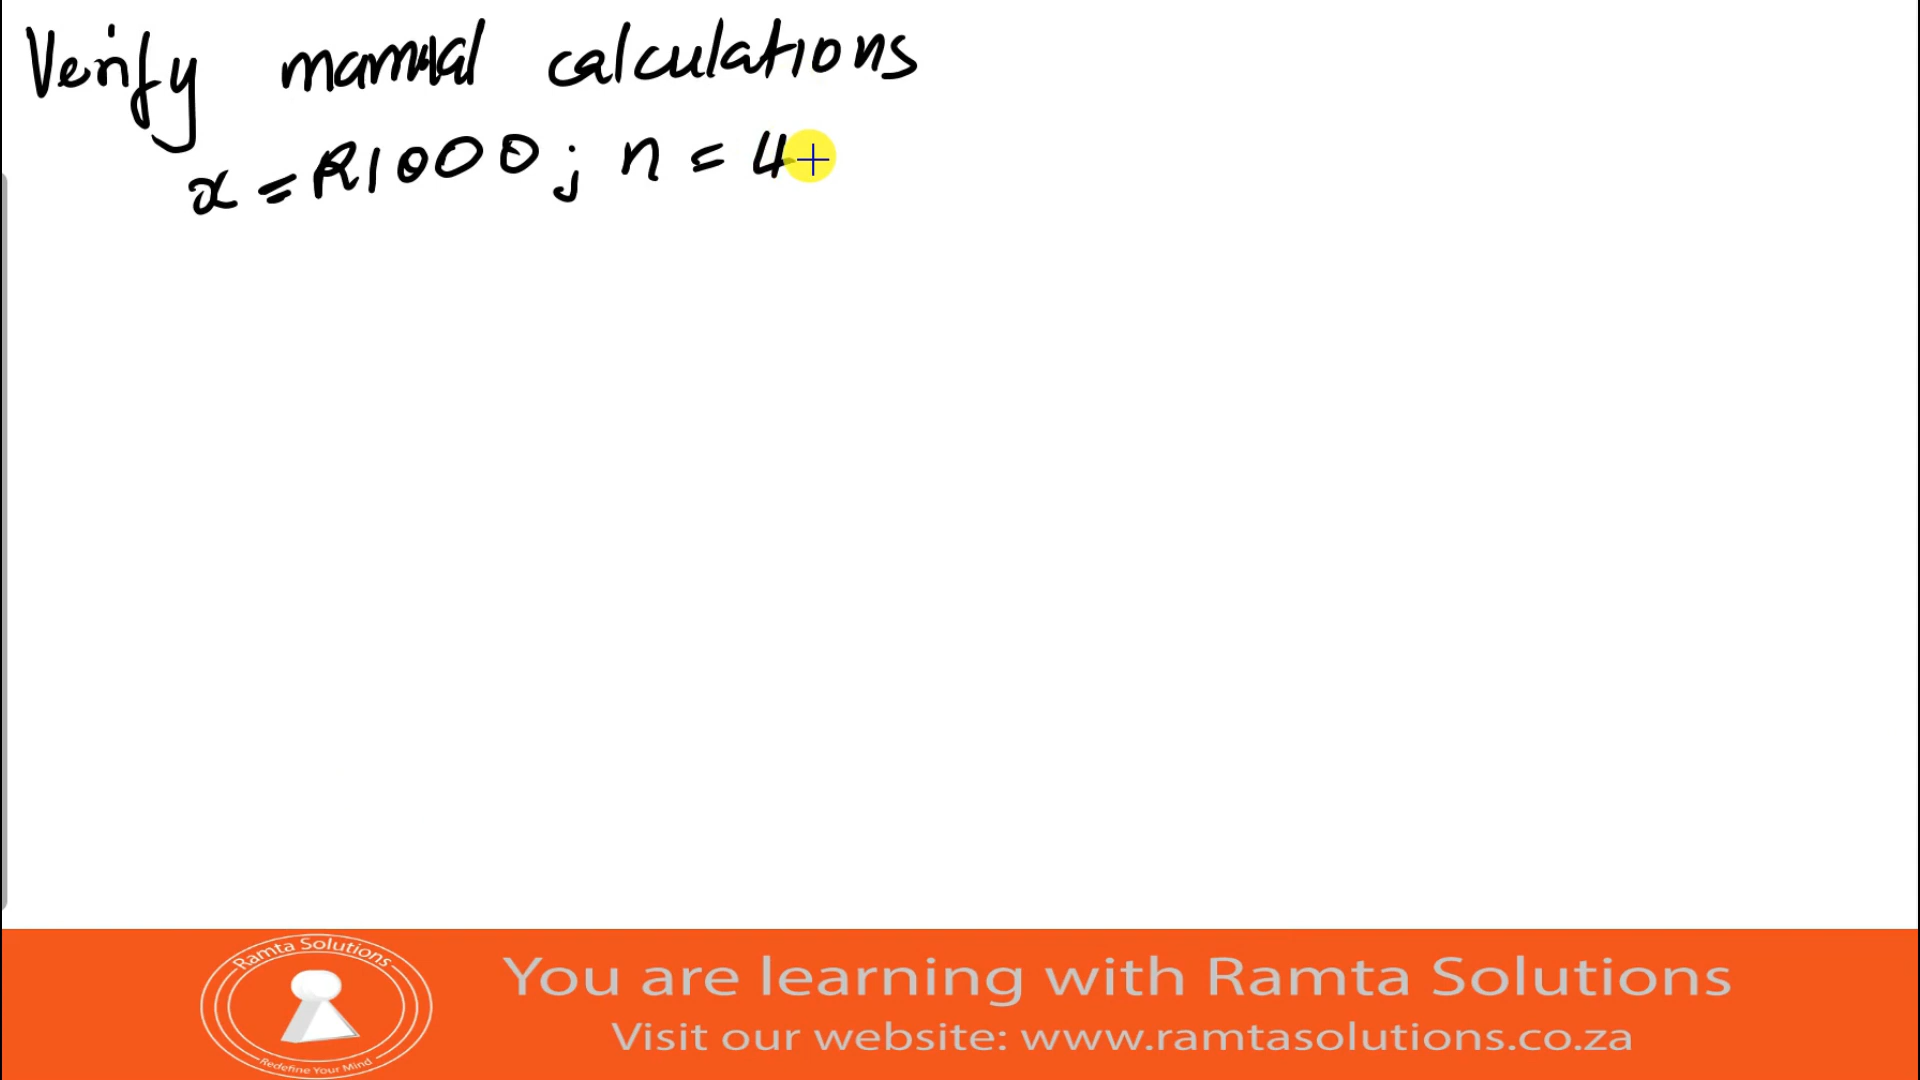 Verify manual calculations
x = R1000 ; n = 4
Ramta Solutions
Redefine Your Mind
You are learning with Ramta Solutions
Visit our website: www.ramtasolutions.co.za